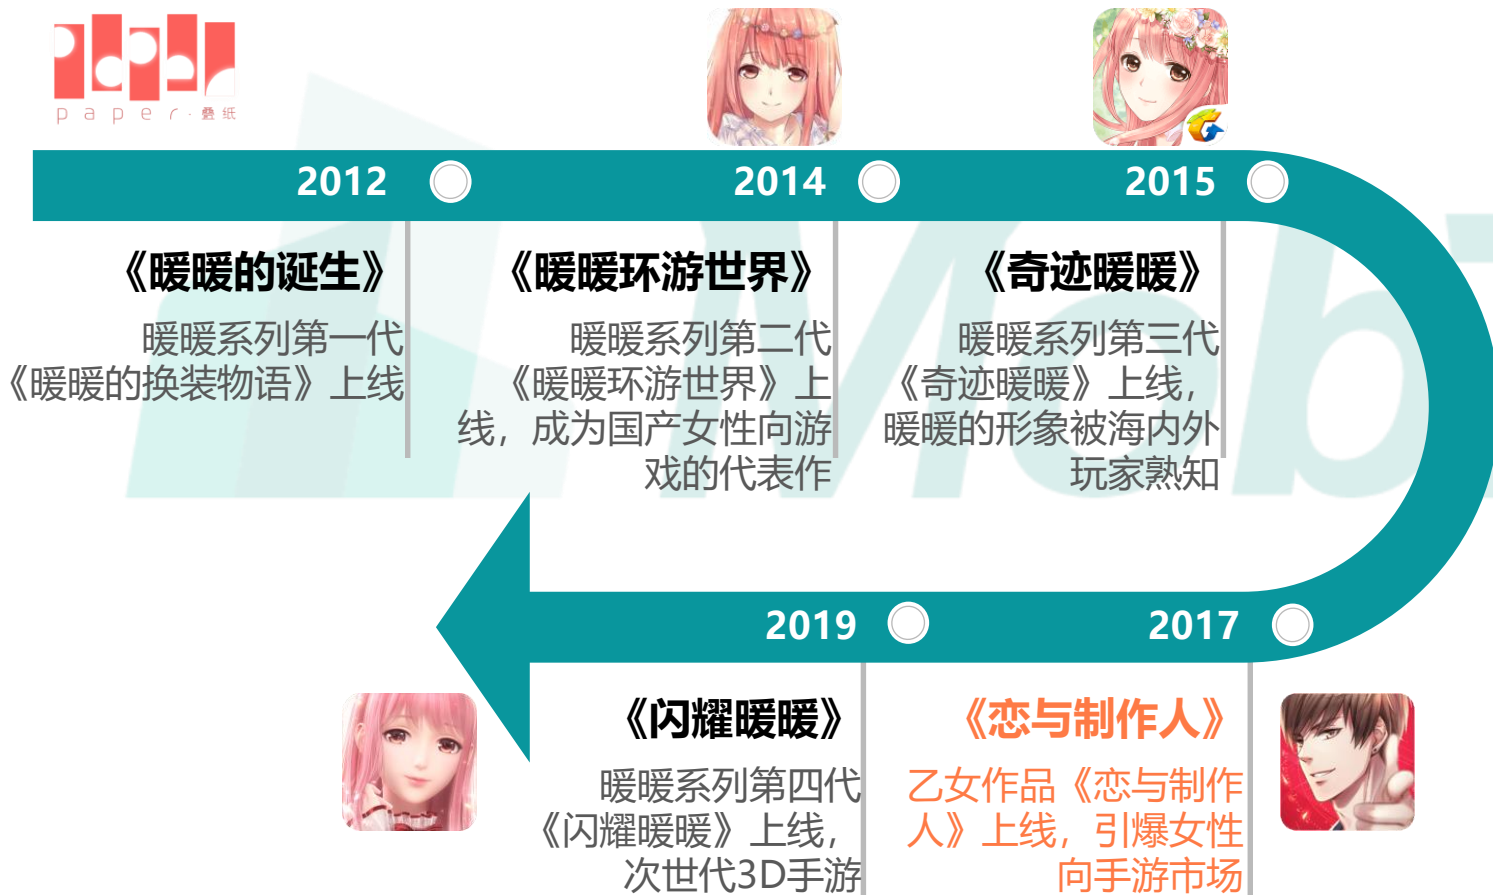 paper·叠纸
2012
2014
2015
《暖暖的诞生》
暖暖系列第一代
《暖暖的换装物语》上线
《暖暖环游世界》
暖暖系列第二代
《暖暖环游世界》上
线，成为国产女性向游
戏的代表作
《奇迹暖暖》
暖暖系列第三代
《奇迹暖暖》上线，
暖暖的形象被海内外
玩家熟知
Mob
2019
2017
《闪耀暖暖》
暖暖系列第四代
《闪耀暖暖》上线，
次世代3D手游
《恋与制作人》
乙女作品《恋与制作
人》上线，引爆女性
向手游市场